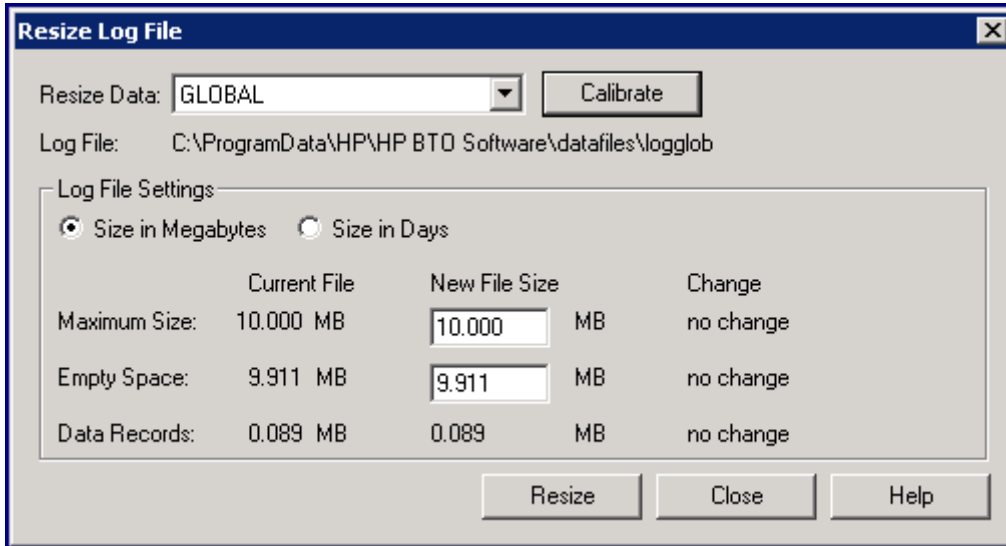 Resize Log File
Resize Data: GLOBAL Calibrate
Log File: C:\ProgramData\HP\HP BTO Software\datafiles\logglob
Log File Settings
Size in Megabytes Size in Days
Current File New File Size Change
Maximum Size: 10.000 MB 10.000 MB no change
Empty Space: 9.911 MB 9.911 MB no change
Data Records: 0.089 MB 0.089 MB no change
Resize Close Help